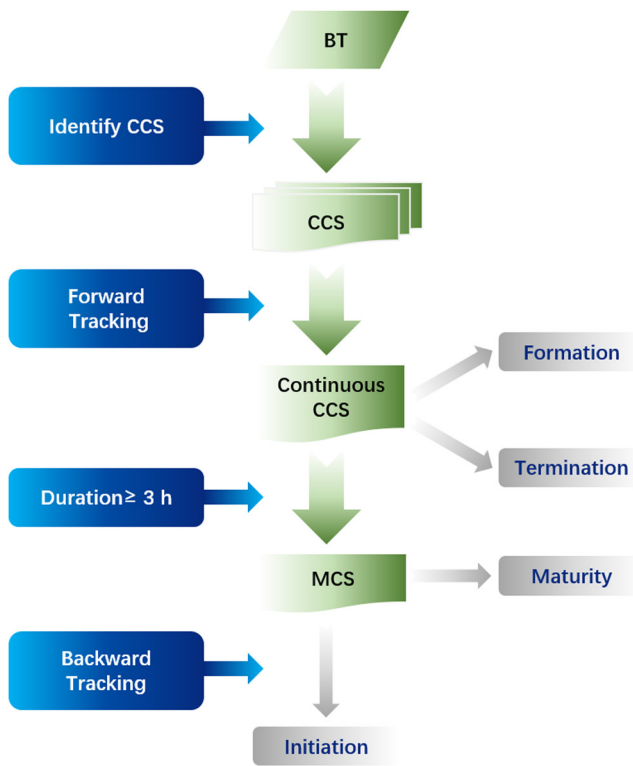 BT
Identify CCS
CCS
Forward
Tracking
Formation
Continuous
CCS
Termination
Duration≥ 3 h
MCS
Maturity
Backward
Tracking
Initiation